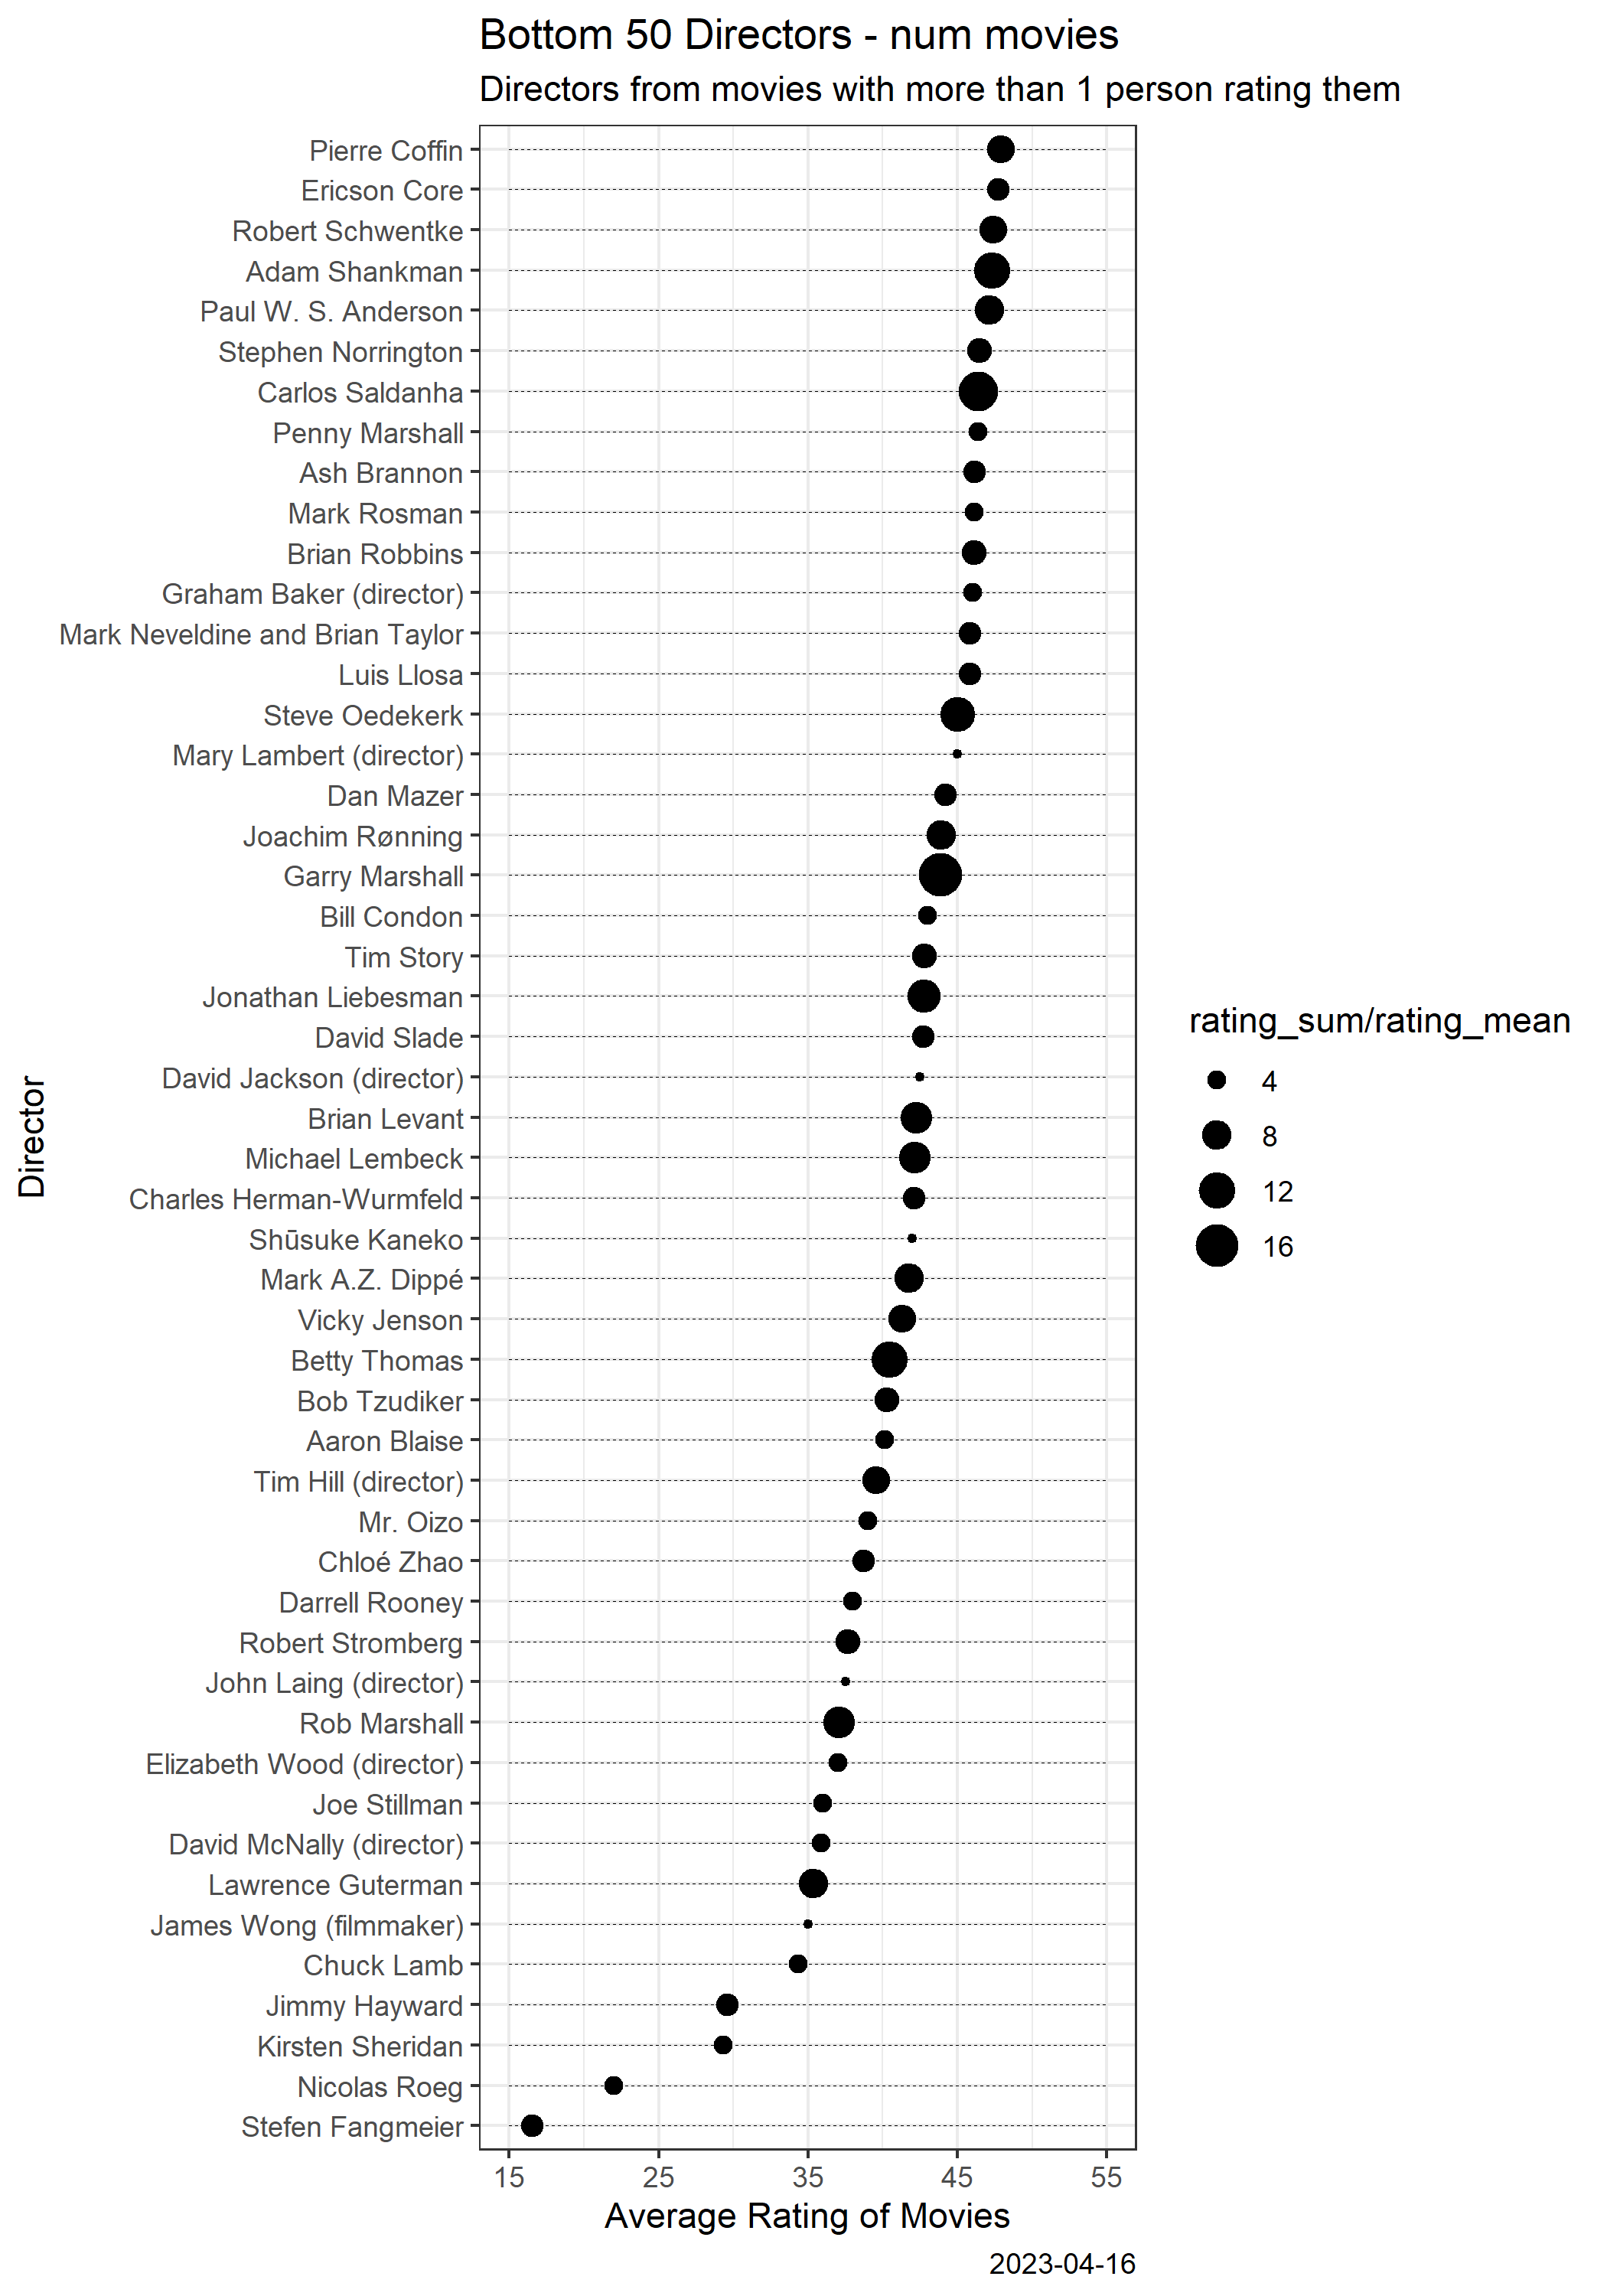 Bottom 50 Directors - num movies
Directors from movies with more than 1 person rating them
Pierre Coffin
Ericson Core
Robert Schwentke
Adam Shankman
Paul W. S. Anderson
Stephen Norrington
Carlos Saldanha
Penny Marshall
Ash Brannon
Mark Rosman
Brian Robbins
Graham Baker (director)
Mark Neveldine and Brian Taylor
Luis Llosa
Steve Oedekerk
Mary Lambert (director)
Dan Mazer
Joachim Rønning
Garry Marshall
Bill Condon
Tim Story
Jonathan Liebesman
David Slade
David Jackson (director)
Brian Levant
Michael Lembeck
Charles Herman-Wurmfeld
Shūsuke Kaneko
Mark A.Z. Dippé
Vicky Jenson
Betty Thomas
Bob Tzudiker
Aaron Blaise
Tim Hill (director)
Mr. Oizo
Chloé Zhao
Darrell Rooney
Robert Stromberg
John Laing (director)
Rob Marshall
Elizabeth Wood (director)
Joe Stillman
David McNally (director)
Lawrence Guterman
James Wong (filmmaker)
Chuck Lamb
Jimmy Hayward
Kirsten Sheridan
Nicolas Roeg
Stefen Fangmeier
Director
15 25 35 45 55
Average Rating of Movies
rating_sum/rating_mean
4
8
12
16
2023-04-16